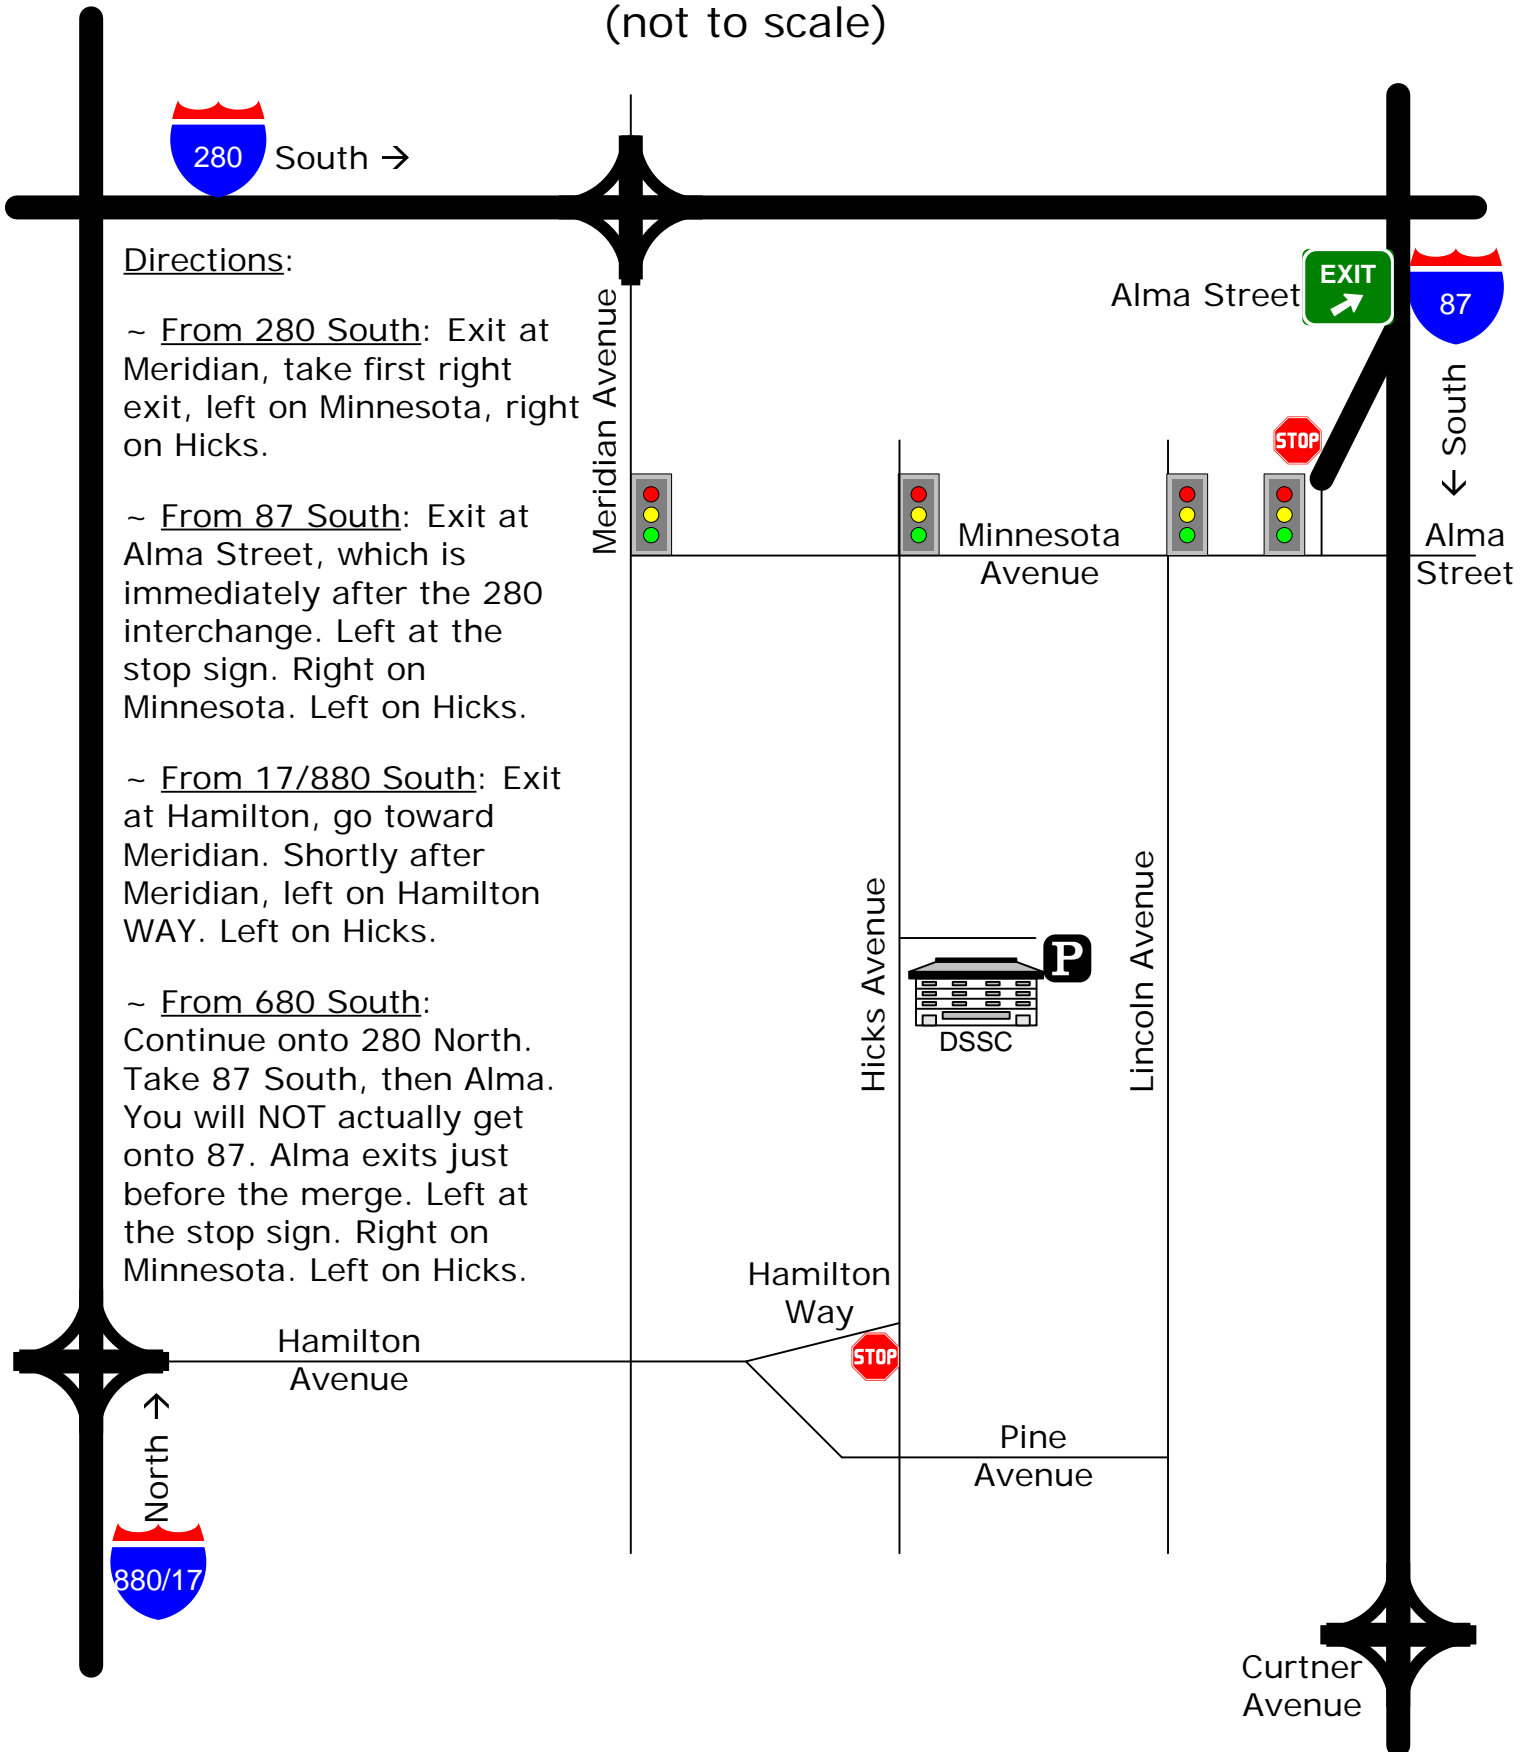 (not to scale)
280
South →
Directions:
~ From 280 South: Exit at
Meridian, take first right
exit, left on Minnesota, right
on Hicks.
~ From 87 South: Exit at
Alma Street, which is
immediately after the 280
interchange. Left at the
stop sign. Right on
Minnesota. Left on Hicks.
~ From 17/880 South: Exit
at Hamilton, go toward
Meridian. Shortly after
Meridian, left on Hamilton
WAY. Left on Hicks.
~ From 680 South:
Continue onto 280 North.
Take 87 South, then Alma.
You will NOT actually get
onto 87. Alma exits just
before the merge. Left at
the stop sign. Right on
Minnesota. Left on Hicks.
Meridian Avenue
Alma Street
EXIT
87
← South
STOP
Minnesota
Avenue
Alma
Street
Hicks Avenue
P
DSSC
Lincoln Avenue
Hamilton
Way
STOP
Hamilton
Avenue
Pine
Avenue
North →
880/17
Curtner
Avenue